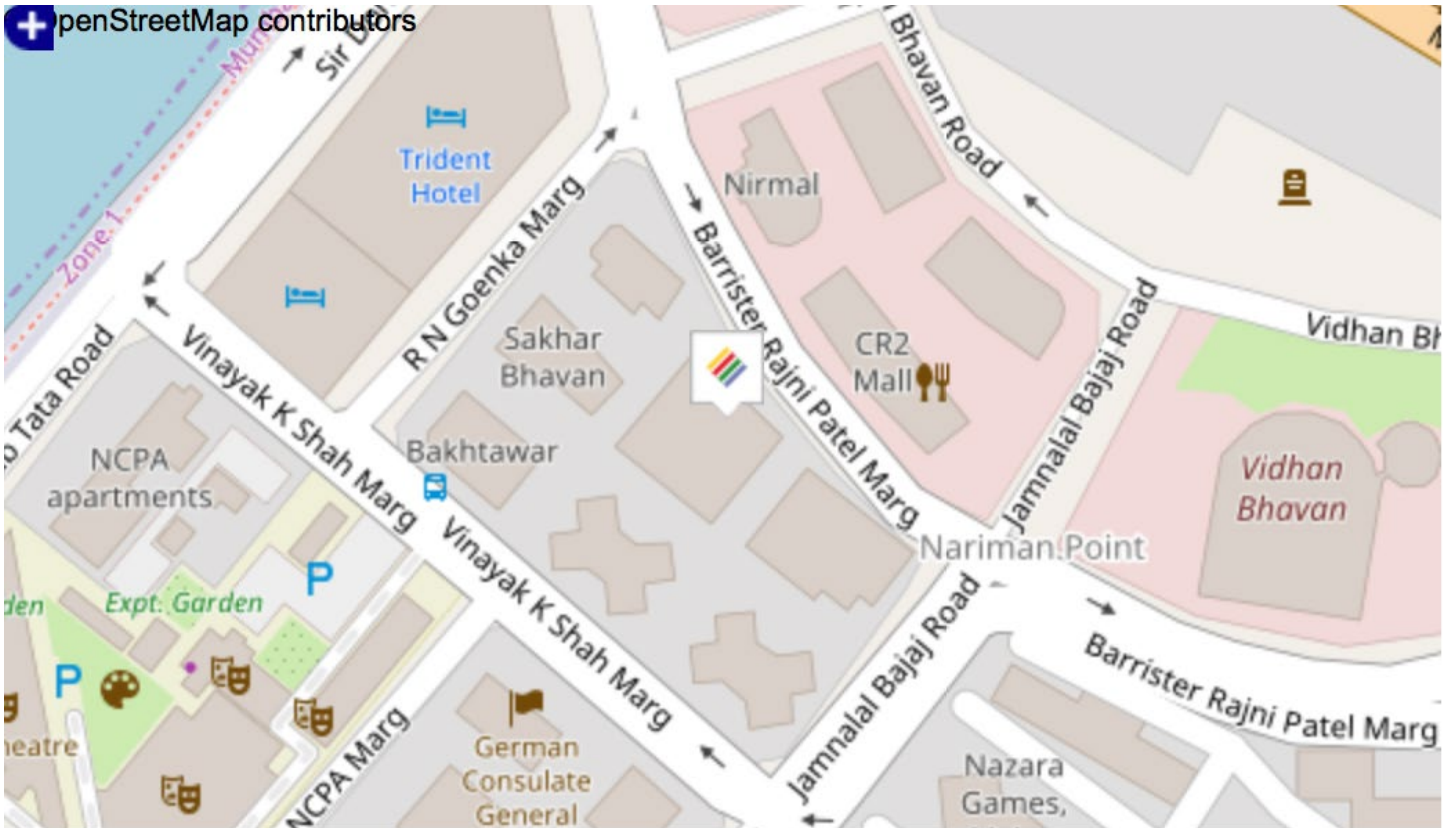 OpenStreetMap contributors
Mumba
Sir D
Bhavan Road
Trident
Hotel
Nirmal
Zone 1
R N Goenka Marg
Barrister Rajni Patel Marg
Sakhar
Bhavan
CR2
Mall
Jamnalal Bajaj Road
Vidhan Bh
Tata Road
Vinayak K Shah Marg
NCPA
apartments
Bakhtawar
Vidhan
Bhavan
Nariman Point
Vinayak K Shah Marg
P
den
Expt. Garden
Jamnalal Bajaj Road
P
Barrister Rajni Patel Marg
heatre
NCPA Marg
German
Consulate
General
Nazara
Games,